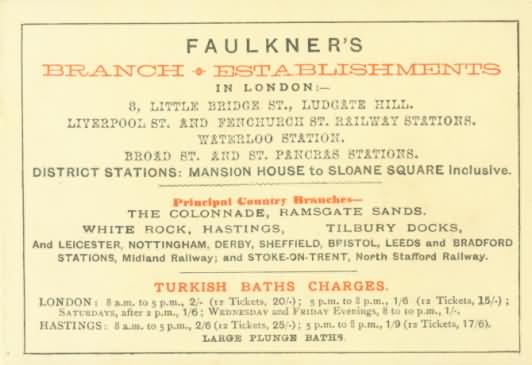 FAULKNER'S
BRANCH ESTABLISHMENTS
IN LONDON:—
8, LITTLE BRIDGE ST., LUDGATE HILL.
LIVERPOOL ST. AND FENCHURCH ST. RAILWAY STATIONS.
WATERLOO STATION.
BROAD ST. AND ST. PANCRAS STATIONS.
DISTRICT STATIONS: MANSION HOUSE to SLOANE SQUARE Inclusive.
Principal Country Branches—
THE COLONNADE, RAMSGATE SANDS.
WHITE ROCK, HASTINGS, TILBURY DOCKS,
And LEICESTER, NOTTINGHAM, DERBY, SHEFFIELD, BRISTOL, LEEDS and BRADFORD
STATIONS, Midland Railway; and STOKE-ON-TRENT, North Stafford Railway.
TURKISH BATHS CHARGES.
LONDON: 8 a.m. to 5 p.m., 2/- (12 Tickets, 20/-); 5 p.m. to 8 p.m., 1/6 (12 Tickets, 15/-);
SATURDAYS, after 2 p.m., 1/6; WEDNESDAY and FRIDAY Evenings, 8 to 10 p.m., 1/-.
HASTINGS: 8 a.m. to 5 p.m., 2/6 (12 Tickets, 25/-); 5 p.m. to 8 p.m., 1/9 (12 Tickets, 17/6).
LARGE PLUNGE BATHS.